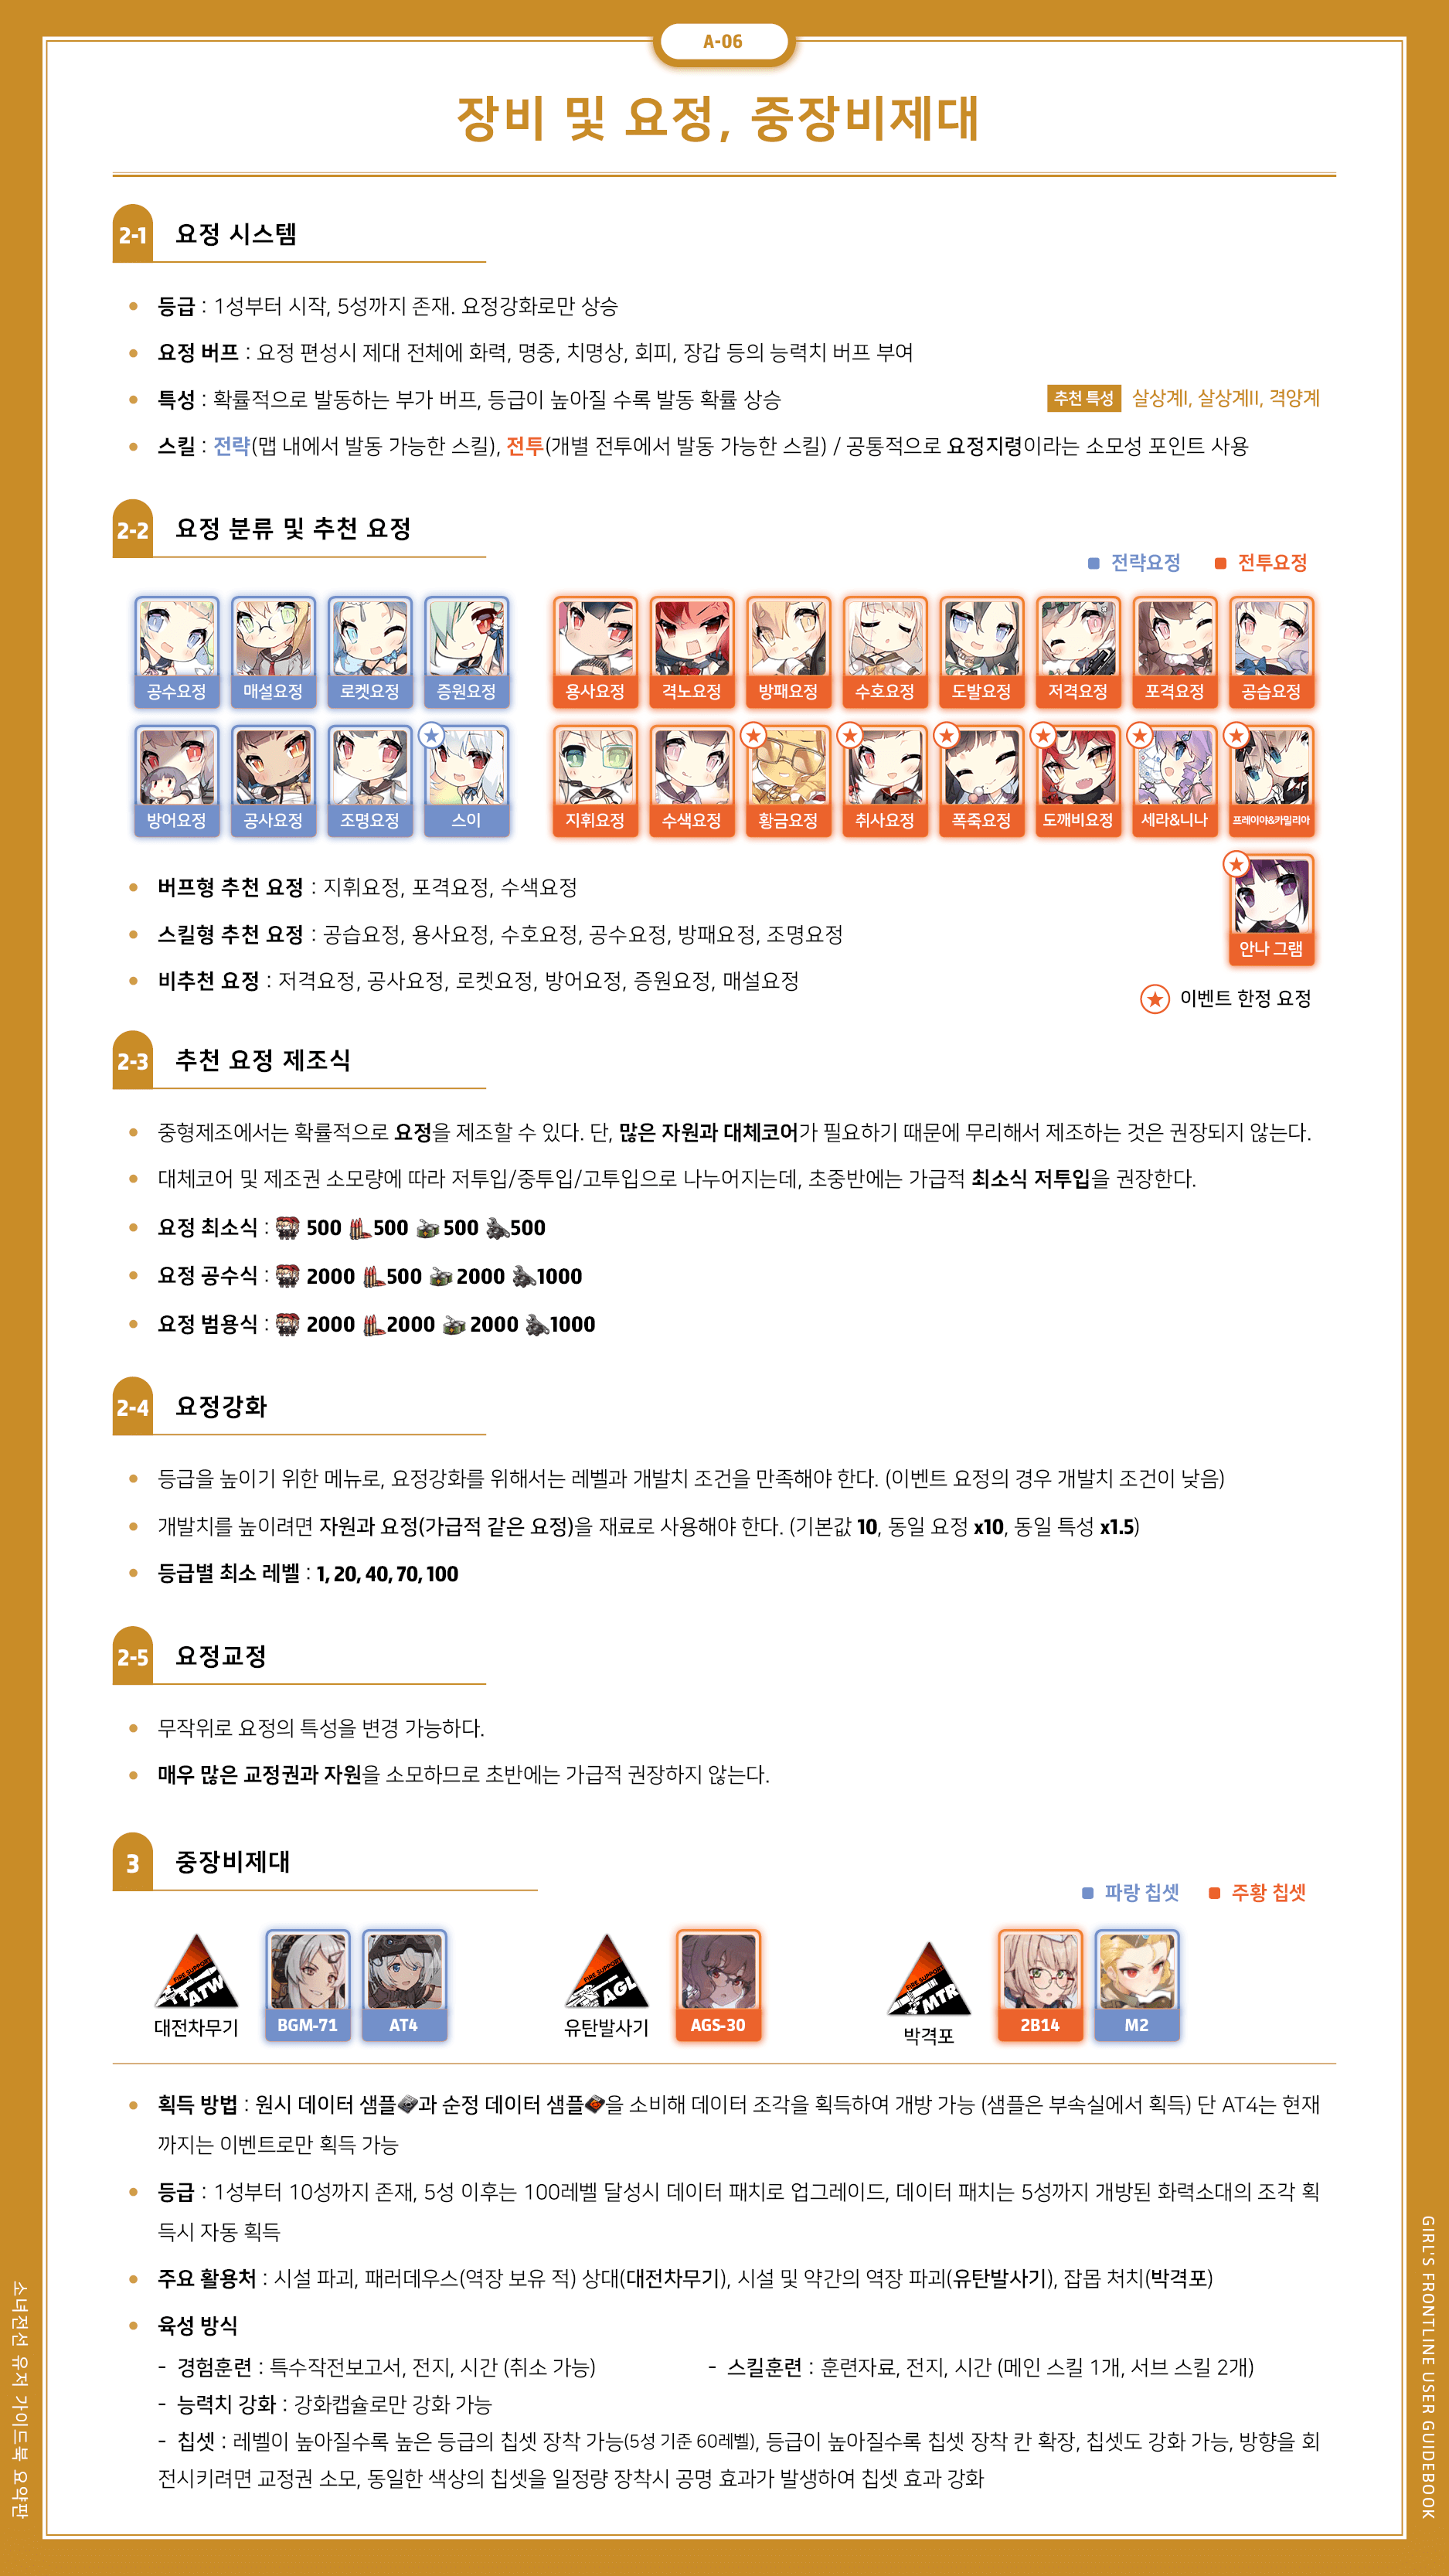 A-06
장비 및 요정, 중장비제대
2-1 요정 시스템
등급 : 1성부터 시작, 5성까지 존재. 요정강화로만 상승
요정 버프 : 요정 편성시 제대 전체에 화력, 명중, 치명상, 회피, 장갑 등의 능력치 버프 부여
특성 : 확률적으로 발동하는 부가 버프, 등급이 높아질 수록 발동 확률 상승
추천 특성 살상계I, 살상계II, 격양계
스킬 : 전략(맵 내에서 발동 가능한 스킬), 전투(개별 전투에서 발동 가능한 스킬) / 공통적으로 요정지령이라는 소모성 포인트 사용
2-2 요정 분류 및 추천 요정
전략요정 전투요정
공수요정 매설요정 로켓요정 증원요정 용사요정 격노요정 방패요정 수호요정 도발요정 저격요정 포격요정 공습요정
방어요정 공사요정 조명요정 스이 지휘요정 수색요정 황금요정 취사요정 폭죽요정 도깨비요정 세라&니나 프레이야&카밀리아
안나 그램
버프형 추천 요정 : 지휘요정, 포격요정, 수색요정
스킬형 추천 요정 : 공습요정, 용사요정, 수호요정, 공수요정, 방패요정, 조명요정
비추천 요정 : 저격요정, 공사요정, 로켓요정, 방어요정, 증원요정, 매설요정
이벤트 한정 요정
2-3 추천 요정 제조식
중형제조에서는 확률적으로 요정을 제조할 수 있다. 단, 많은 자원과 대체코어가 필요하기 때문에 무리해서 제조하는 것은 권장되지 않는다.
대체코어 및 제조권 소모량에 따라 저투입/중투입/고투입으로 나누어지는데, 초중반에는 가급적 최소식 저투입을 권장한다.
요정 최소식 : 500 500 500 500
요정 공수식 : 2000 500 2000 1000
요정 범용식 : 2000 2000 2000 1000
2-4 요정강화
등급을 높이기 위한 메뉴로, 요정강화를 위해서는 레벨과 개발치 조건을 만족해야 한다. (이벤트 요정의 경우 개발치 조건이 낮음)
개발치를 높이려면 자원과 요정(가급적 같은 요정)을 재료로 사용해야 한다. (기본값 10, 동일 요정 x10, 동일 특성 x1.5)
등급별 최소 레벨 : 1, 20, 40, 70, 100
2-5 요정교정
무작위로 요정의 특성을 변경 가능하다.
매우 많은 교정권과 자원을 소모하므로 초반에는 가급적 권장하지 않는다.
3 중장비제대
파랑 칩셋 주황 칩셋
FIRE SUPPORT ATW 대전차무기 BGM-71 AT4 FIRE SUPPORT AGL 유탄발사기 AGS-30 FIRE SUPPORT MTR 박격포 2B14 M2
획득 방법 : 원시 데이터 샘플과 순정 데이터 샘플을 소비해 데이터 조각을 획득하여 개방 가능 (샘플은 부속실에서 획득) 단 AT4는 현재
까지는 이벤트로만 획득 가능
등급 : 1성부터 10성까지 존재, 5성 이후는 100레벨 달성시 데이터 패치로 업그레이드, 데이터 패치는 5성까지 개방된 화력소대의 조각 획
득시 자동 획득
주요 활용처 : 시설 파괴, 패러데우스(역장 보유 적) 상대(대전차무기), 시설 및 약간의 역장 파괴(유탄발사기), 잡몹 처치(박격포)
육성 방식
- 경험훈련 : 특수작전보고서, 전지, 시간 (취소 가능) - 스킬훈련 : 훈련자료, 전지, 시간 (메인 스킬 1개, 서브 스킬 2개)
- 능력치 강화 : 강화캡슐로만 강화 가능
- 칩셋 : 레벨이 높아질수록 높은 등급의 칩셋 장착 가능(5성 기준 60레벨), 등급이 높아질수록 칩셋 장착 칸 확장, 칩셋도 강화 가능, 방향을 회
전시키려면 교정권 소모, 동일한 색상의 칩셋을 일정량 장착시 공명 효과가 발생하여 칩셋 효과 강화
소녀전선 유저 가이드북 요약판
GIRL'S FRONTLINE USER GUIDEBOOK